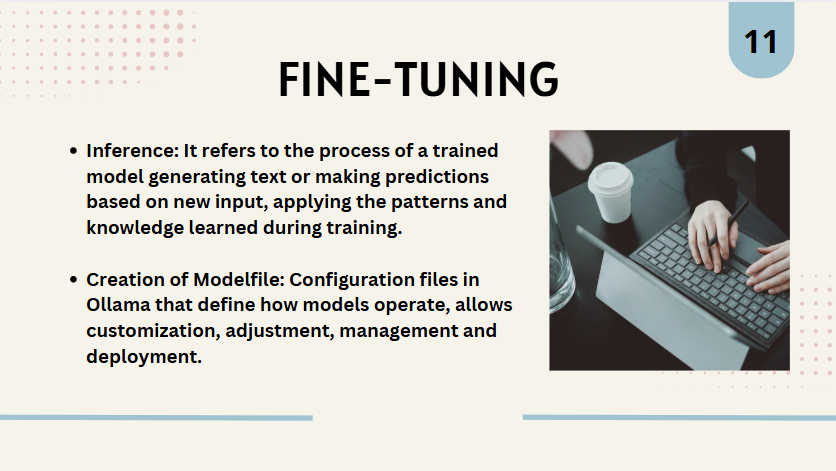 11
FINE-TUNING
• Inference: It refers to the process of a trained
model generating text or making predictions
based on new input, applying the patterns and
knowledge learned during training.
• Creation of Modelfile: Configuration files in
Ollama that define how models operate, allows
customization, adjustment, management and
deployment.